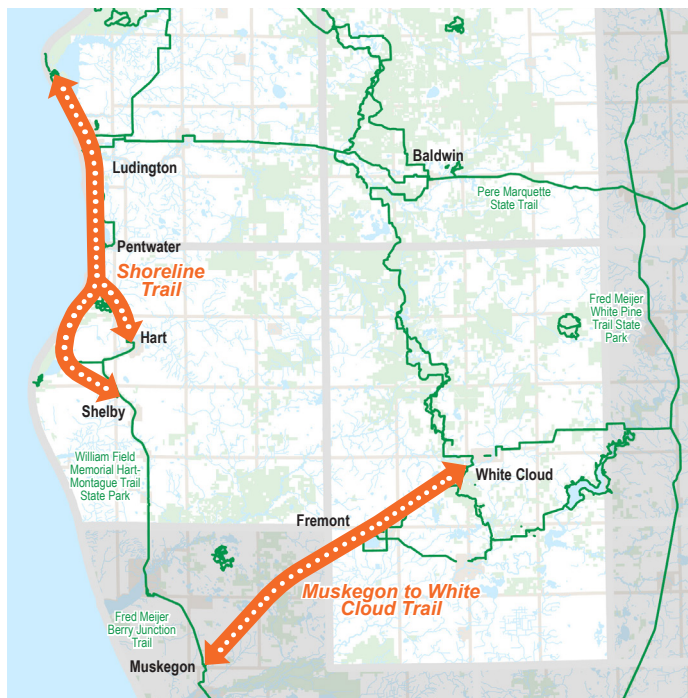 Baldwin
Ludington
Pere Marquette
State Trail
Pentwater
Shoreline
Trail
Fred Meijer
White Pine
Trail State
Park
Hart
Shelby
William Field
Memorial Hart-
Montague Trail
State Park
White Cloud
Fremont
Muskegon to White
Cloud Trail
Fred Meijer
Berry Junction
Trail
Muskegon